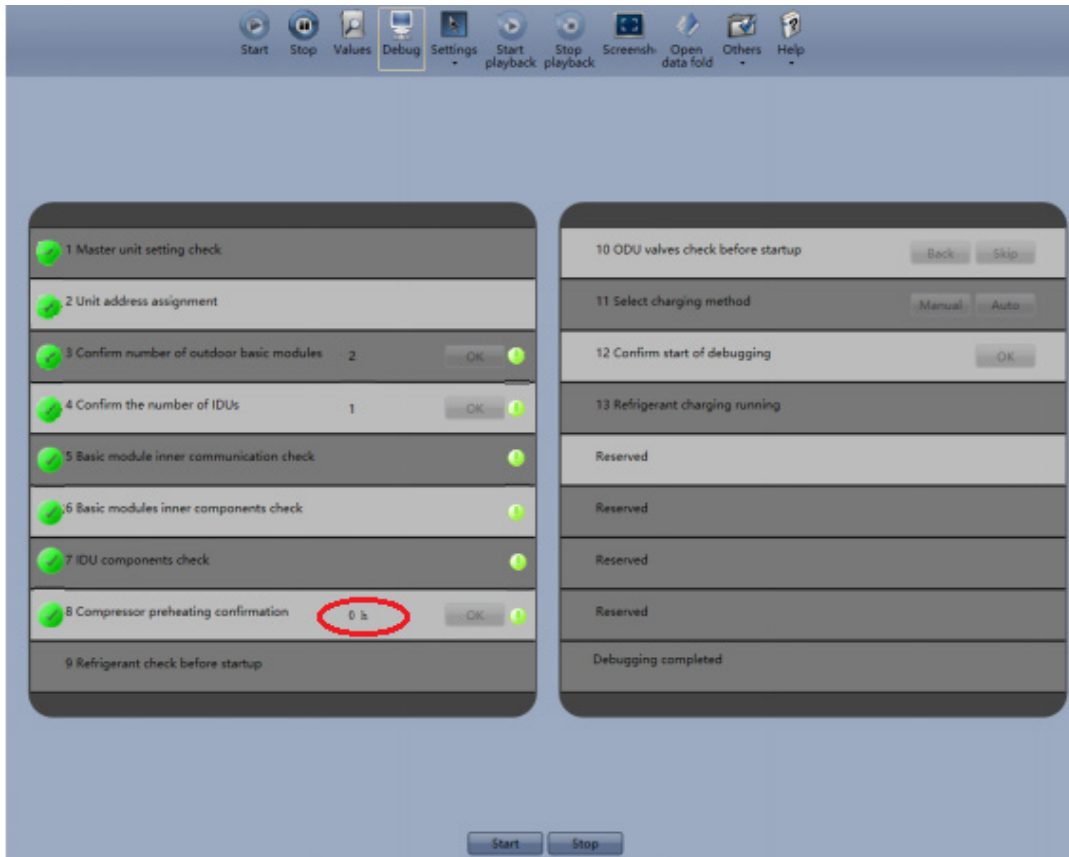 Start
Stop
Values
Debug
Settings
Start
playback
Stop
playback
Screensh
Open
data fold
Others
Help
1 Master unit setting check
2 Unit address assignment
3 Confirm number of outdoor basic modules 2 OK
4 Confirm the number of IDUs 1 OK
5 Basic module inner communication check
6 Basic modules inner components check
7 IDU components check
8 Compressor preheating confirmation 0 h OK
9 Refrigerant check before startup
10 ODU valves check before startup Back Skip
11 Select charging method Manual Auto
12 Confirm start of debugging OK
13 Refrigerant charging running
Reserved
Reserved
Reserved
Reserved
Debugging completed
Start Stop